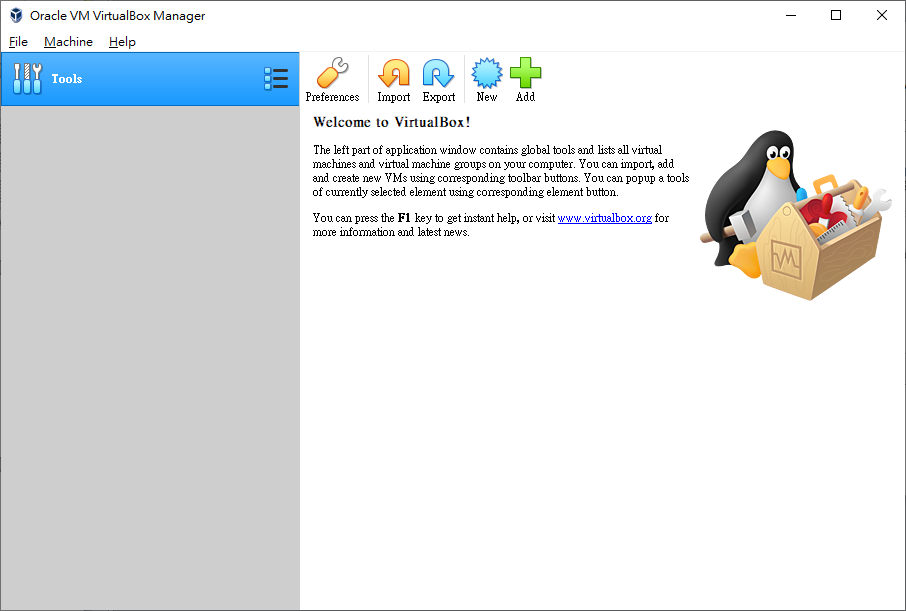 Oracle VM VirtualBox Manager
File Machine Help
Tools
Preferences Import Export New Add
Welcome to VirtualBox!
The left part of application window contains global tools and lists all virtual
machines and virtual machine groups on your computer. You can import, add
and create new VMs using corresponding toolbar buttons. You can popup a tools
of currently selected element using corresponding element button.
You can press the F1 key to get instant help, or visit www.virtualbox.org for
more information and latest news.
VM